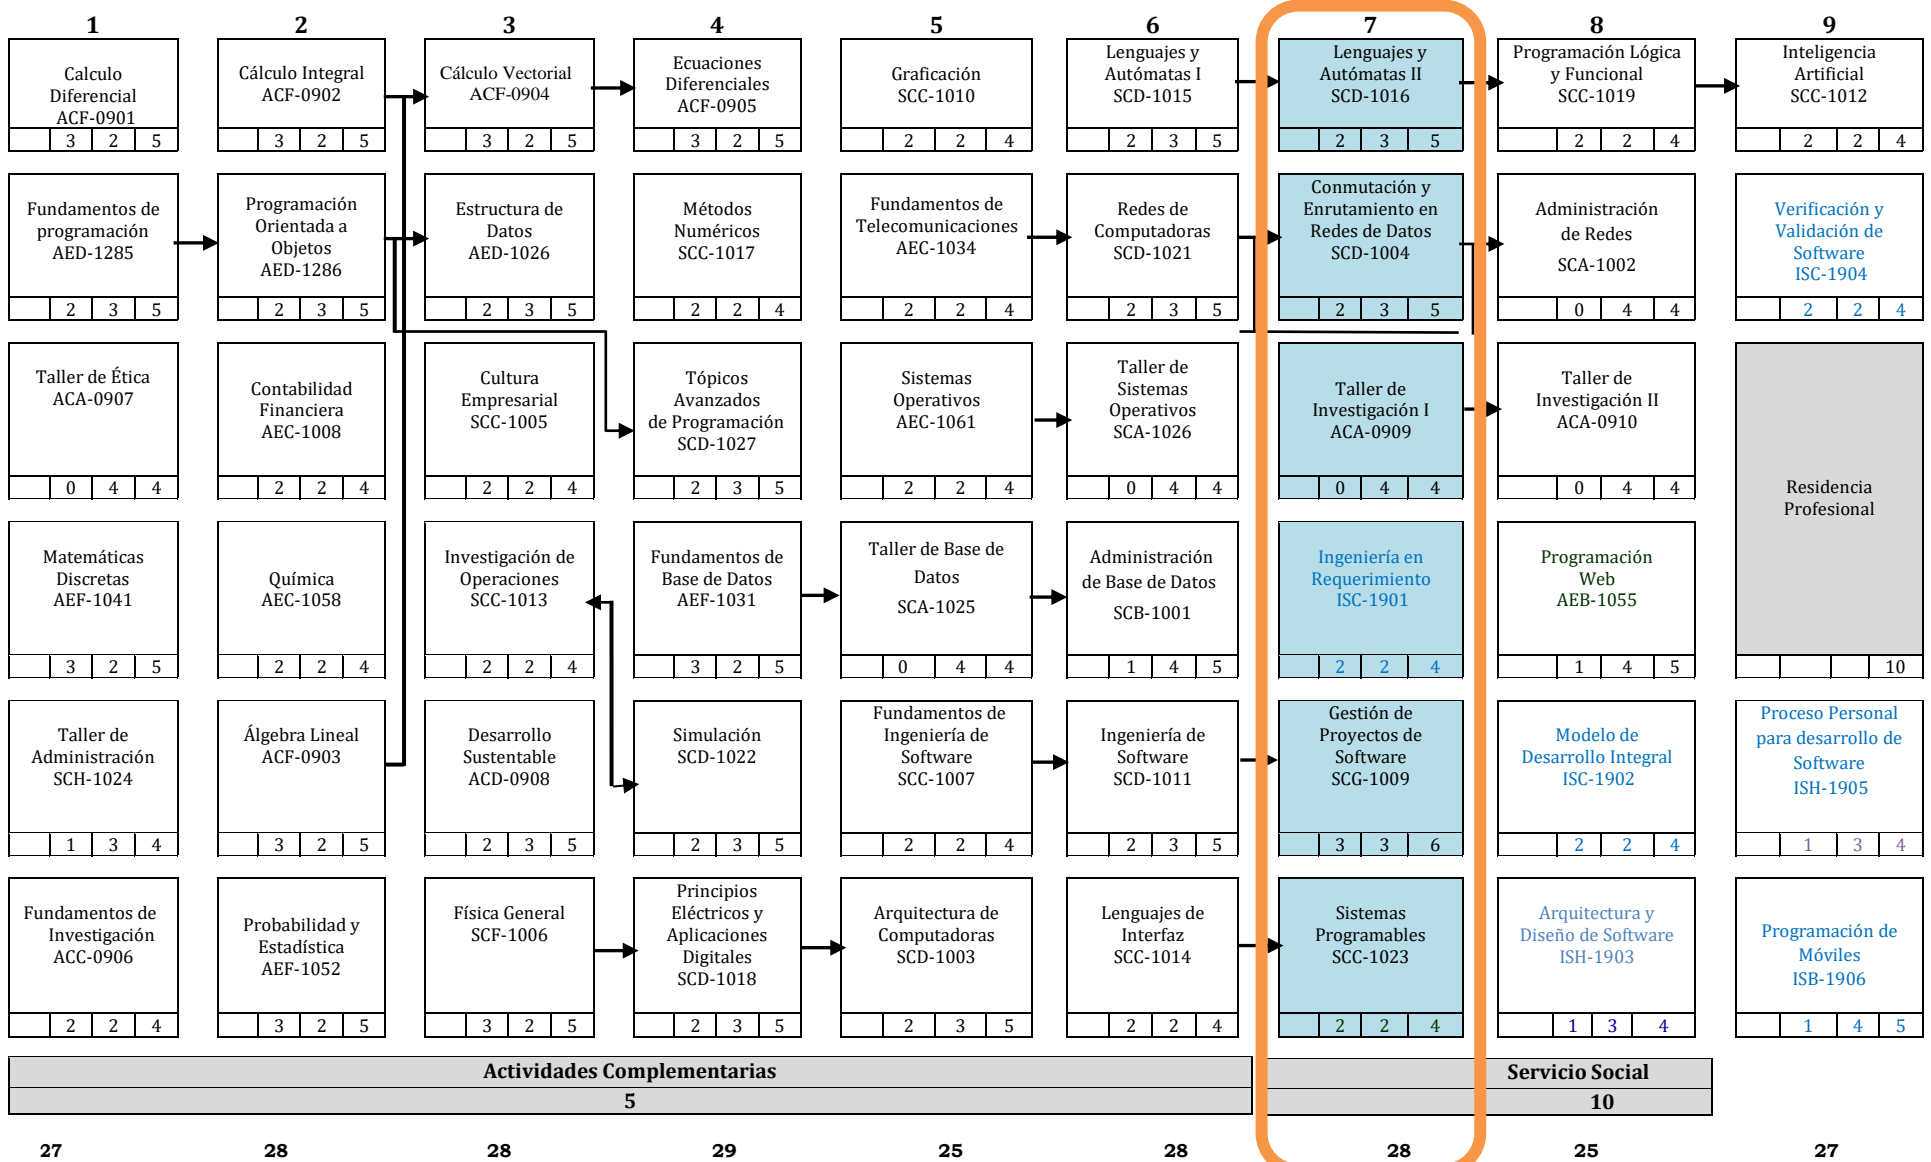 1 2 3 4 5 6 7 8 9
Calculo
Diferencial
ACF-0901
3 2 5
Cálculo Integral
ACF-0902
3 2 5
Cálculo Vectorial
ACF-0904
3 2 5
Ecuaciones
Diferenciales
ACF-0905
3 2 5
Graficación
SCC-1010
2 2 4
Lenguajes y
Autómatas I
SCD-1015
2 3 5
Lenguajes y
Autómatas II
SCD-1016
2 3 5
Programación Lógica
y Funcional
SCC-1019
2 2 4
Inteligencia
Artificial
SCC-1012
2 2 4
Fundamentos de
programación
AED-1285
2 3 5
Programación
Orientada a
Objetos
AED-1286
2 3 5
Estructura de
Datos
AED-1026
2 3 5
Métodos
Numéricos
SCC-1017
2 2 4
Fundamentos de
Telecomunicaciones
AEC-1034
2 2 4
Redes de
Computadoras
SCD-1021
2 3 5
Conmutación y
Enrutamiento en
Redes de Datos
SCD-1004
2 3 5
Administración
de Redes
SCA-1002
0 4 4
Verificación y
Validación de
Software
ISC-1904
2 2 4
Taller de Ética
ACA-0907
0 4 4
Contabilidad
Financiera
AEC-1008
2 2 4
Cultura
Empresarial
SCC-1005
2 2 4
Tópicos
Avanzados
de Programación
SCD-1027
2 3 5
Sistemas
Operativos
AEC-1061
2 2 4
Taller de
Sistemas
Operativos
SCA-1026
0 4 4
Taller de
Investigación I
ACA-0909
0 4 4
Taller de
Investigación II
ACA-0910
0 4 4
Residencia
Profesional
10
Matemáticas
Discretas
AEF-1041
3 2 5
Química
AEC-1058
2 2 4
Investigación de
Operaciones
SCC-1013
2 2 4
Fundamentos de
Base de Datos
AEF-1031
3 2 5
Taller de Base de
Datos
SCA-1025
0 4 4
Administración
de Base de Datos
SCB-1001
1 4 5
Ingeniería en
Requerimiento
ISC-1901
2 2 4
Programación
Web
AEB-1055
1 4 5
Taller de
Administración
SCH-1024
1 3 4
Álgebra Lineal
ACF-0903
3 2 5
Desarrollo
Sustentable
ACD-0908
2 3 5
Simulación
SCD-1022
2 3 5
Fundamentos de
Ingeniería de
Software
SCC-1007
2 2 4
Ingeniería de
Software
SCD-1011
2 3 5
Gestión de
Proyectos de
Software
SCG-1009
3 3 6
Modelo de
Desarrollo Integral
ISC-1902
2 2 4
Proceso Personal
para desarrollo de
Software
ISH-1905
1 3 4
Fundamentos de
Investigación
ACC-0906
2 2 4
Probabilidad y
Estadística
AEF-1052
3 2 5
Física General
SCF-1006
3 2 5
Principios
Eléctricos y
Aplicaciones
Digitales
SCD-1018
2 3 5
Arquitectura de
Computadoras
SCD-1003
2 3 5
Lenguajes de
Interfaz
SCC-1014
2 2 4
Sistemas
Programables
SCC-1023
2 2 4
Arquitectura y
Diseño de Software
ISH-1903
1 3 4
Programación de
Móviles
ISB-1906
1 4 5
Actividades Complementarias
5
Servicio Social
10
27 28 28 29 25 28 28 25 27